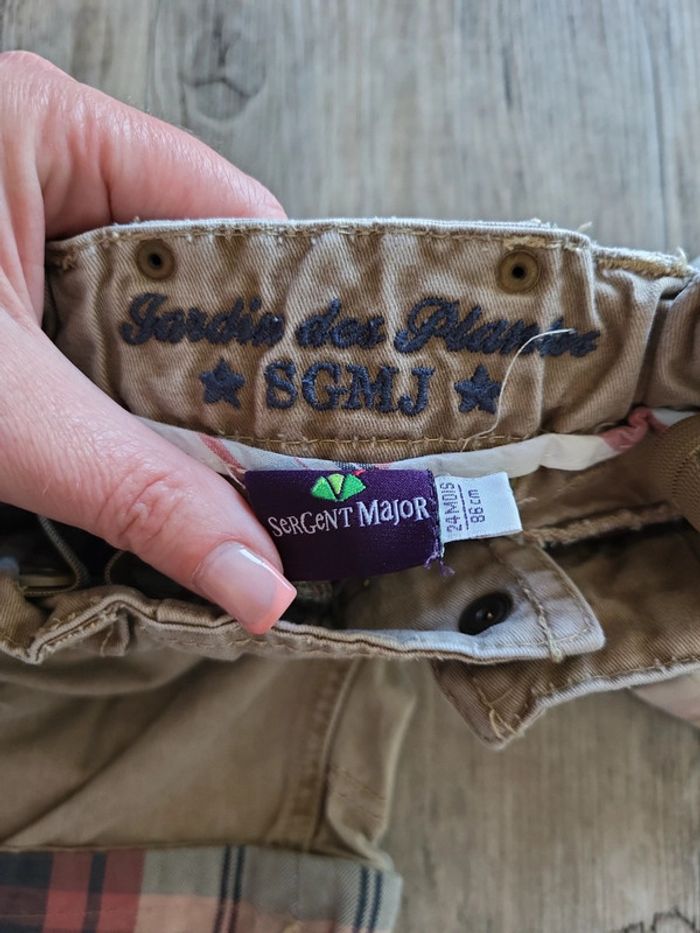 Jardin des Plantes
SGMJ
SERGENT MAJOR
24 MOIS
86 cm